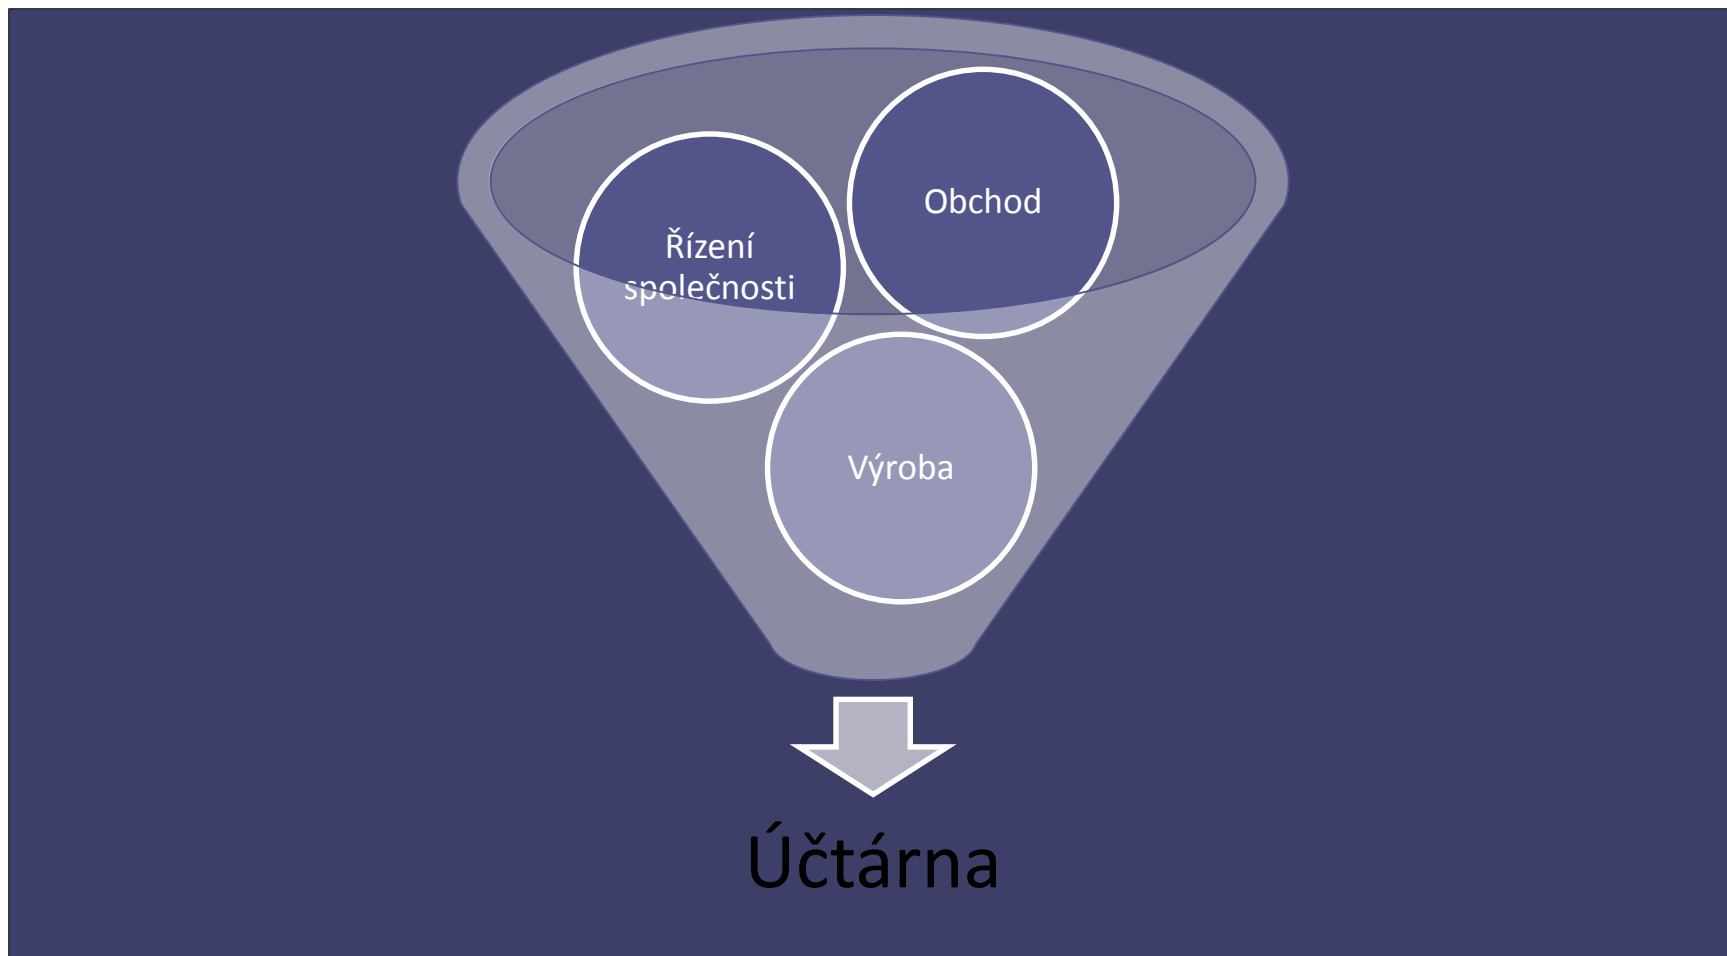 Obchod
Řízení
společnosti
Výroba
Účtárna